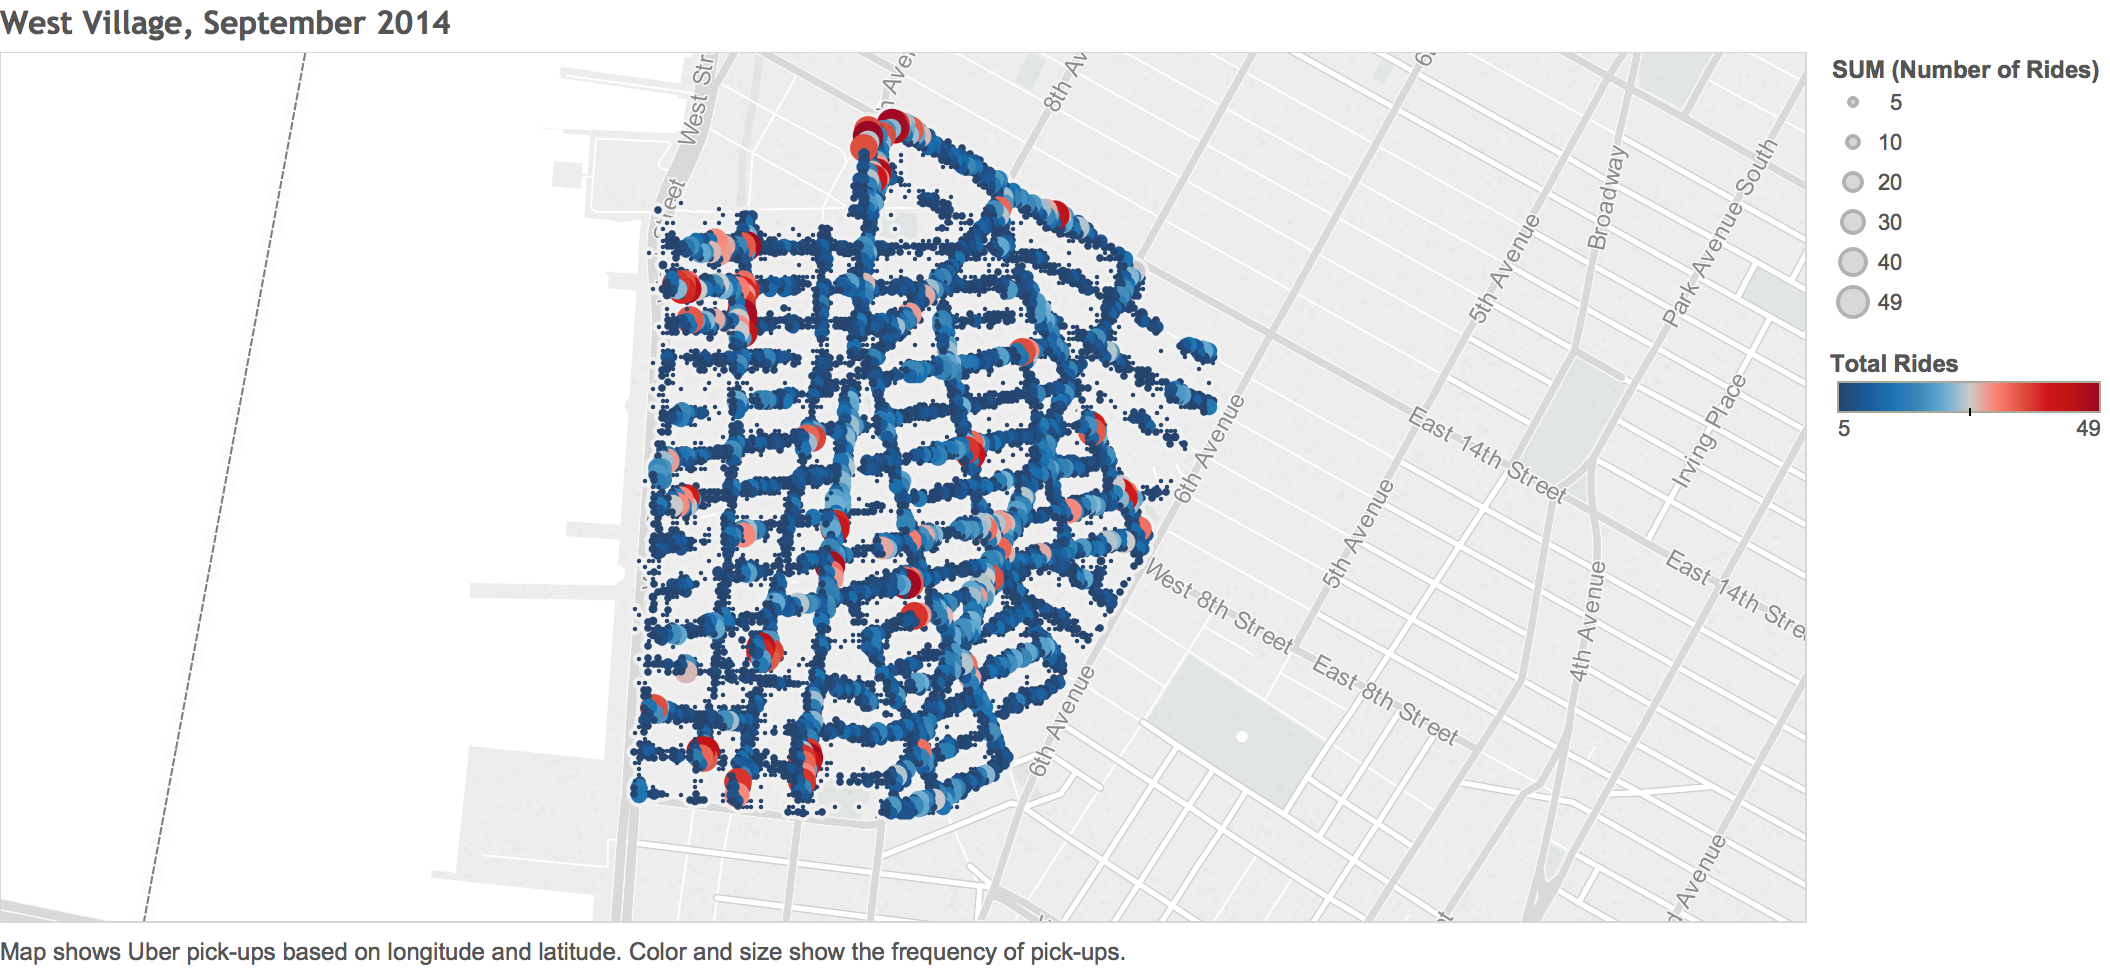 West Village, September 2014
SUM (Number of Rides)
5
10
20
30
40
49
Total Rides
5
49
West Str
8th Av
6
Broadway
Park Avenue South
5th Avenue
Irving Place
East 14th Street
6th Avenue
5th Avenue
West 8th Street
East 8th Street
4th Avenue
East 14th Stree
6th Avenue
d Avenue
Map shows Uber pick-ups based on longitude and latitude. Color and size show the frequency of pick-ups.